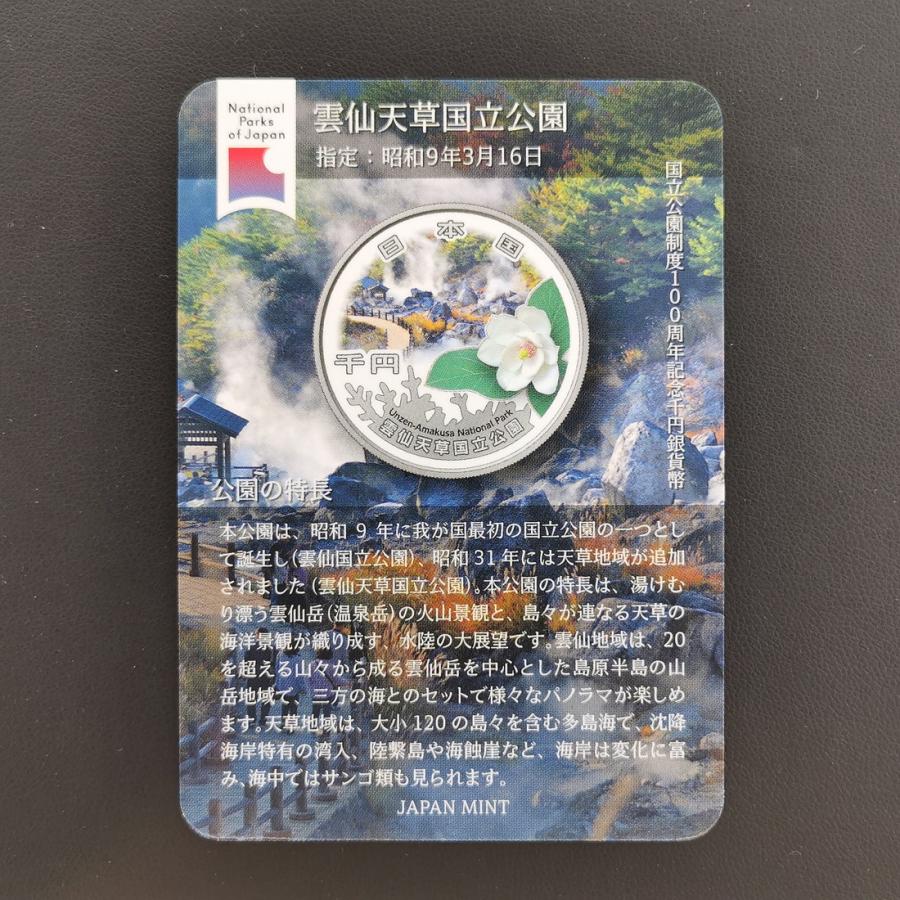 National
Parks
of Japan
雲仙天草国立公園
指定：昭和9年3月16日
国立公園制度100周年記念千円銀貨幣
日本国
千円
Unzen-Amakusa National Park
雲仙天草国立公園
公園の特長
本公園は、昭和 9 年に我が国最初の国立公園の一つとし
て誕生し(雲仙国立公園)、昭和 31 年には天草地域が追加
されました (雲仙天草国立公園)。本公園の特長は、湯けむ
り漂う雲仙岳(温泉岳)の火山景観と、島々が連なる天草の
海洋景観が織り成す、水陸の大展望です。雲仙地域は、20
を超える山々から成る雲仙岳を中心とした島原半島の山
岳地域で、三方の海とのセットで様々なパノラマが楽しめ
ます。天草地域は、大小 120 の島々を含む多島海で、沈降
海岸特有の湾入、陸繋島や海蝕崖など、海岸は変化に富
み、海中ではサンゴ類も見られます。
JAPAN MINT